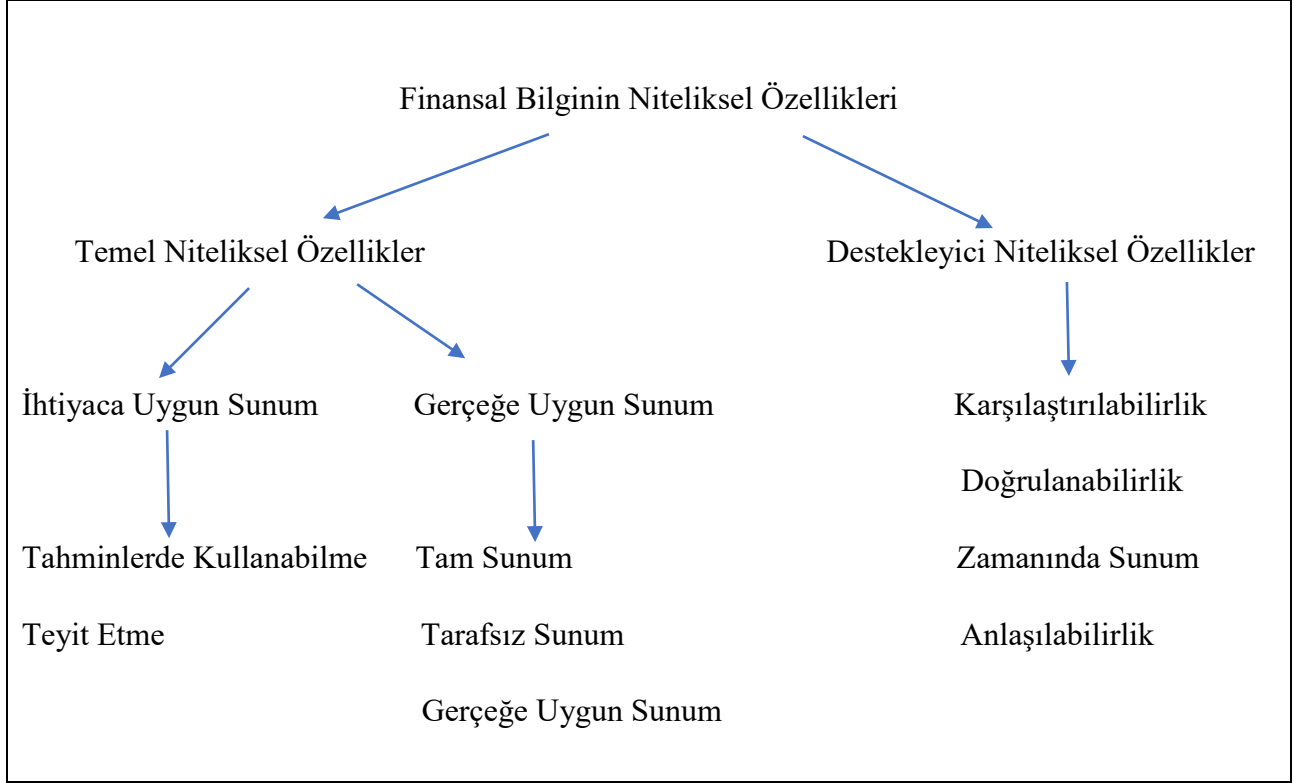 Finansal Bilginin Niteliksel Özellikleri
Temel Niteliksel Özellikler
Destekleyici Niteliksel Özellikler
İhtiyaca Uygun Sunum
Gerçeğe Uygun Sunum
Karşılaştırılabilirlik
Doğrulanabilirlik
Tahminlerde Kullanabilme
Tam Sunum
Zamanında Sunum
Teyit Etme
Tarafsız Sunum
Anlaşılabilirlik
Gerçeğe Uygun Sunum